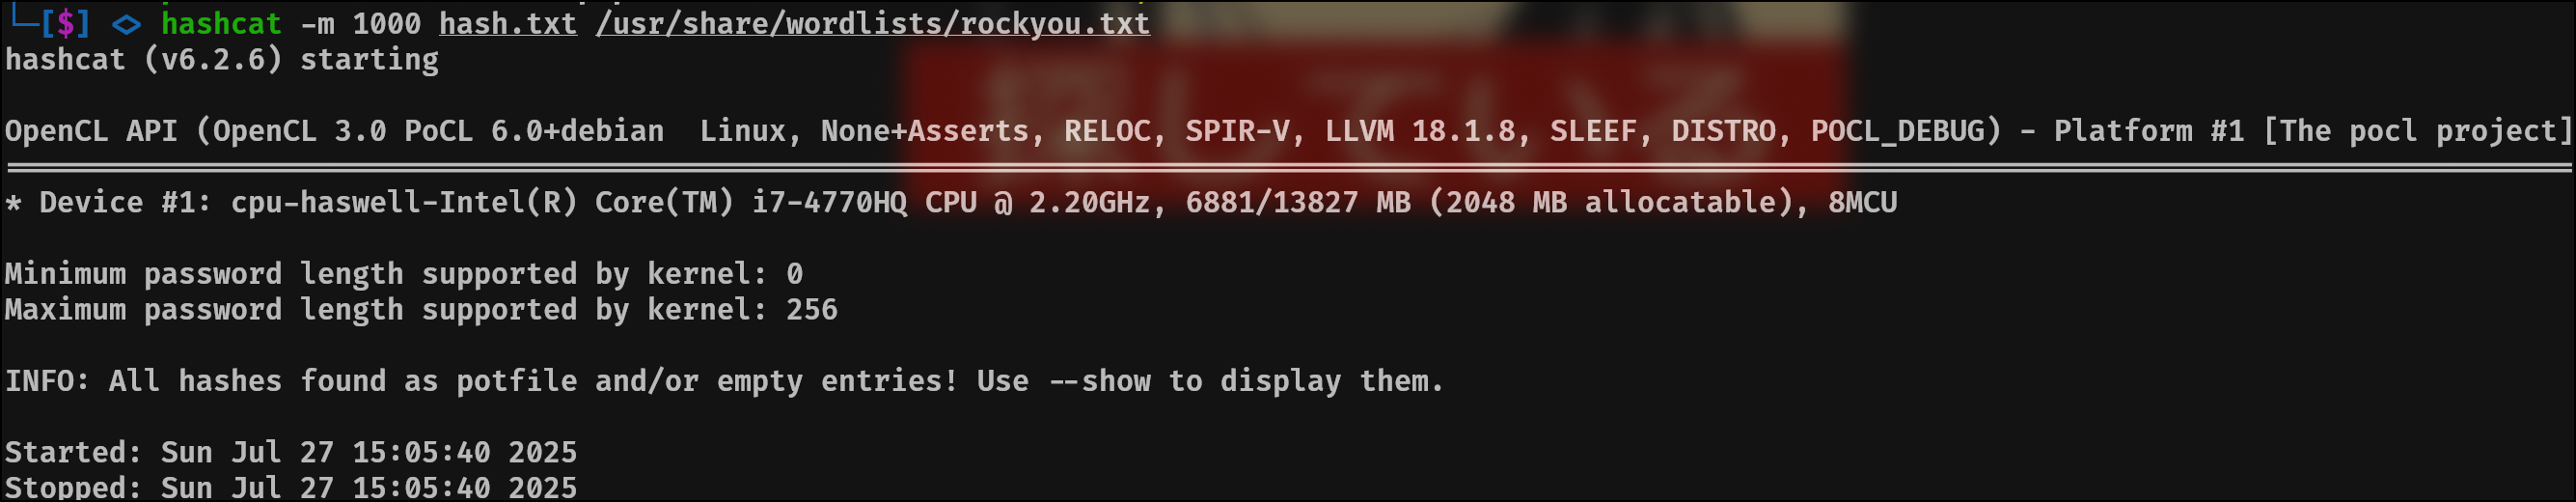 └─[$] <> hashcat -m 1000 hash.txt /usr/share/wordlists/rockyou.txt
hashcat (v6.2.6) starting
OpenCL API (OpenCL 3.0 PoCL 6.0+debian  Linux, None+Asserts, RELOC, SPIR-V, LLVM 18.1.8, SLEEF, DISTRO, POCL_DEBUG) - Platform #1 [The pocl project]
* Device #1: cpu-haswell-Intel(R) Core(TM) i7-4770HQ CPU @ 2.20GHz, 6881/13827 MB (2048 MB allocatable), 8MCU
Minimum password length supported by kernel: 0
Maximum password length supported by kernel: 256
INFO: All hashes found as potfile and/or empty entries! Use --show to display them.
Started: Sun Jul 27 15:05:40 2025
Stopped: Sun Jul 27 15:05:40 2025